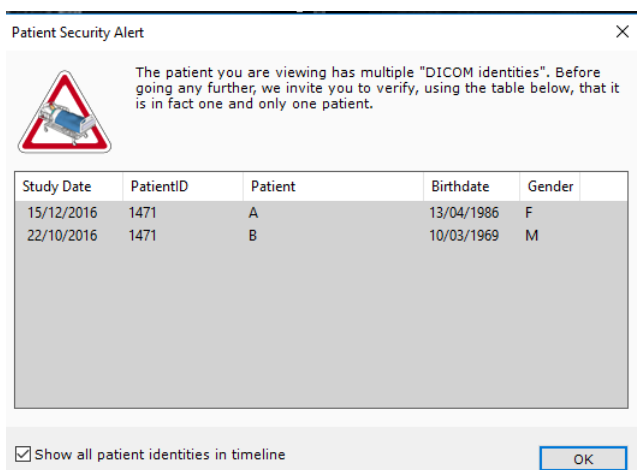 Patient Security Alert
The patient you are viewing has multiple "DICOM identities". Before
going any further, we invite you to verify, using the table below, that it
is in fact one and only one patient.
Study Date PatientID Patient Birthdate Gender
15/12/2016 1471 A 13/04/1986 F
22/10/2016 1471 B 10/03/1969 M
Show all patient identities in timeline
OK